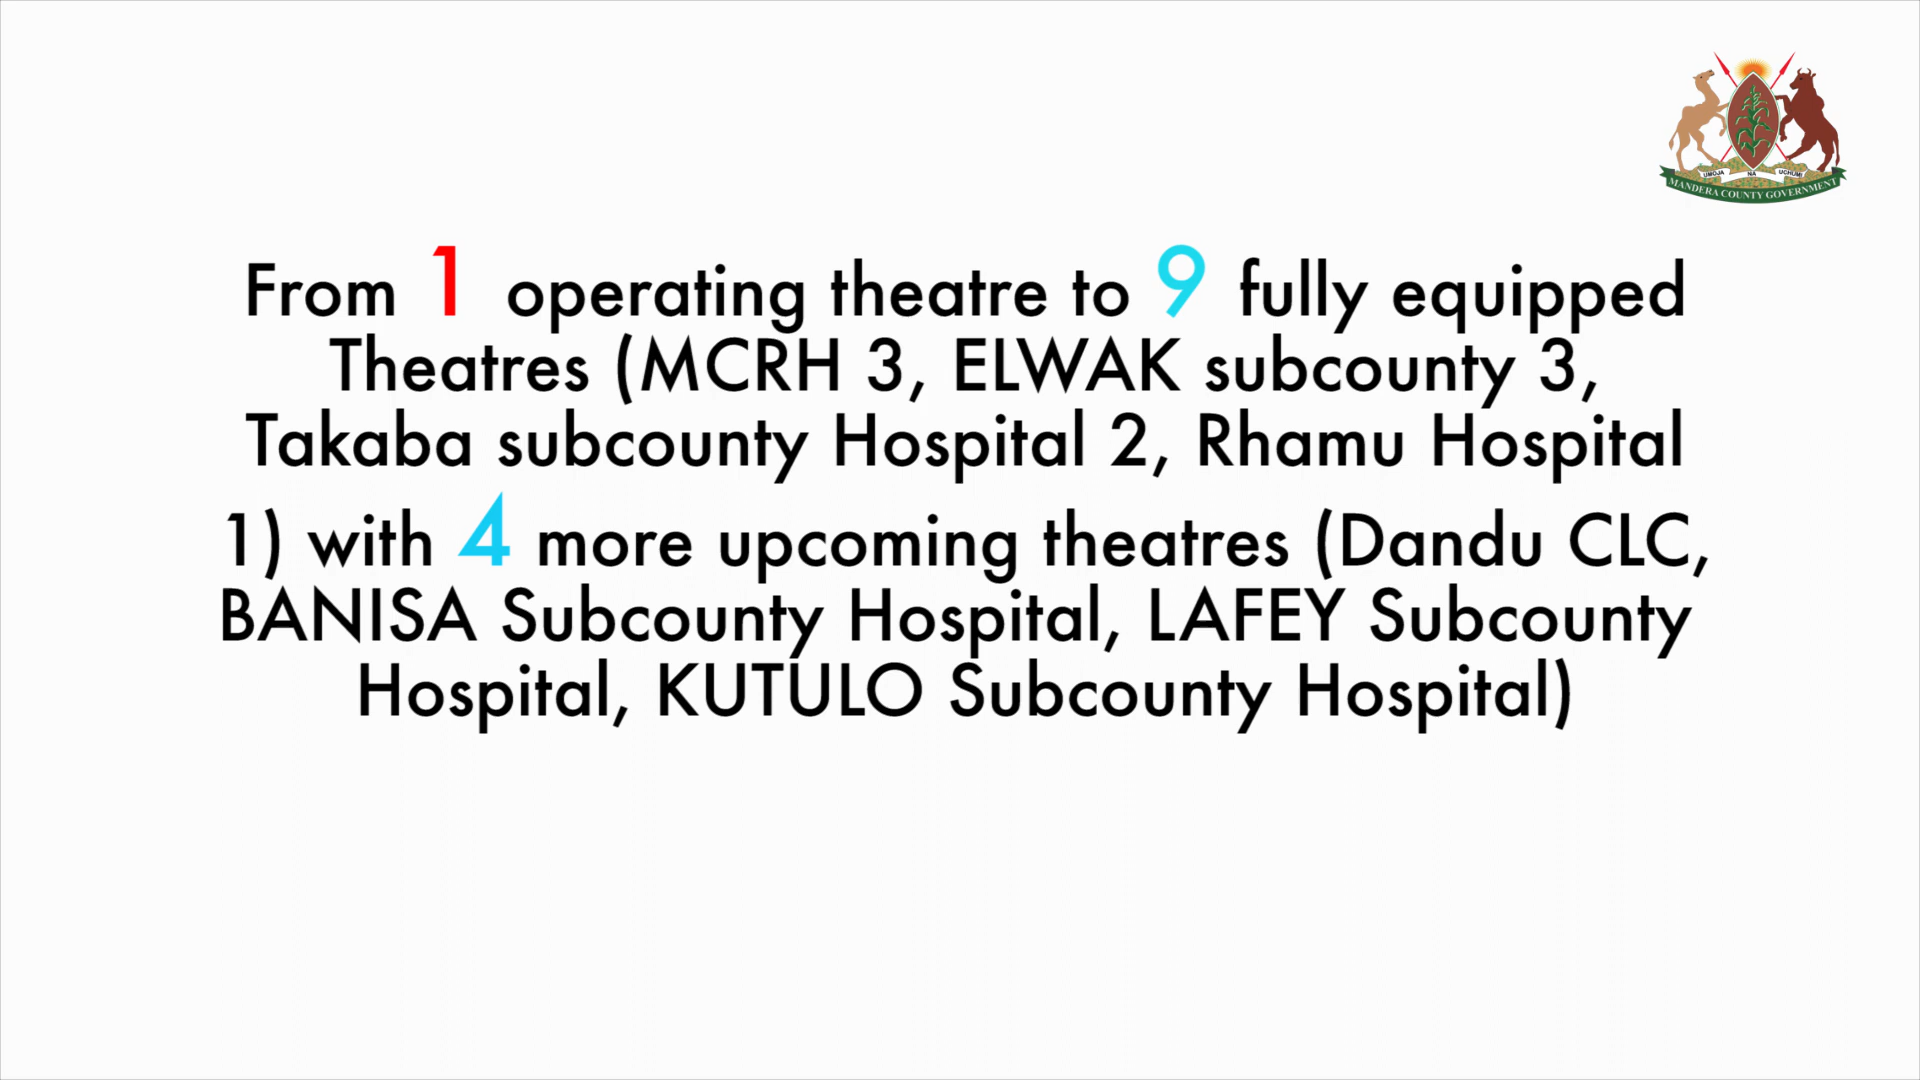 UMOJA NA UCHUMI
MANDERA COUNTY GOVERNMENT
From 1 operating theatre to 9 fully equipped
Theatres (MCRH 3, ELWAK subcounty 3,
Takaba subcounty Hospital 2, Rhamu Hospital
1) with 4 more upcoming theatres (Dandu CLC,
BANISA Subcounty Hospital, LAFEY Subcounty
Hospital, KUTULO Subcounty Hospital)